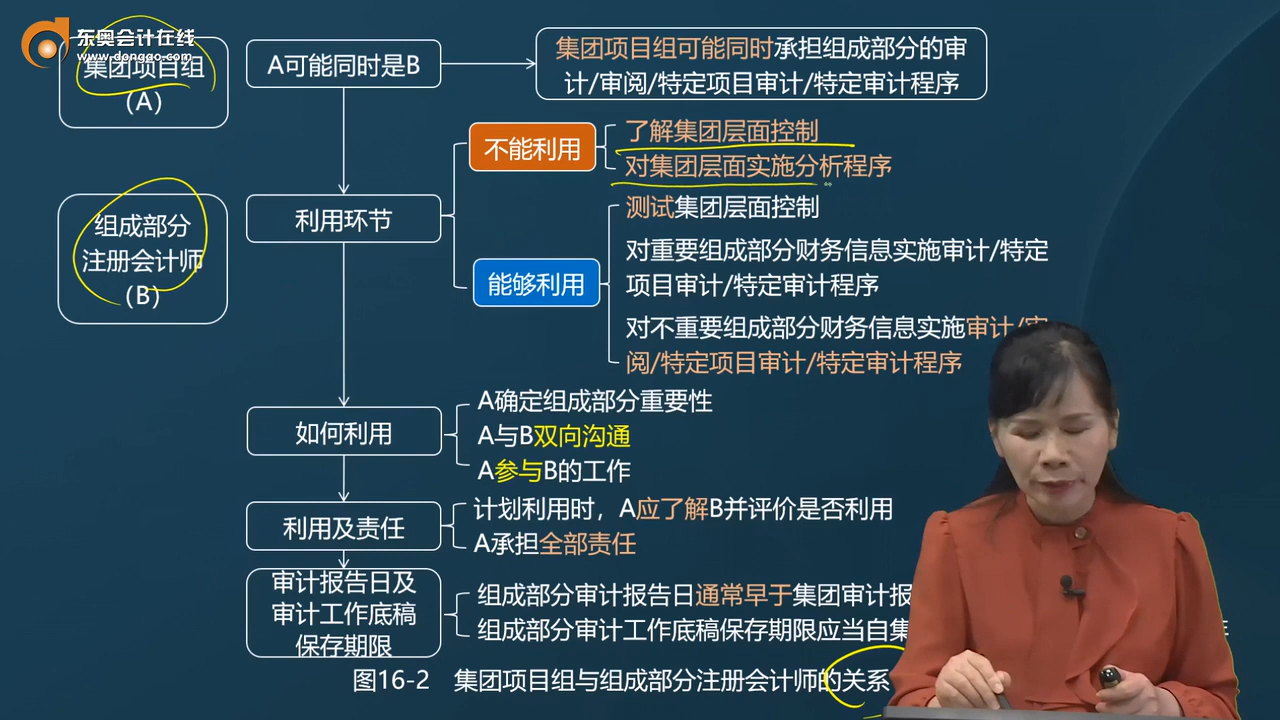 东奥会计在线
www.dongao.com
集团项目组
（A）
A可能同时是B
集团项目组可能同时承担组成部分的审
计/审阅/特定项目审计/特定审计程序
不能利用
了解集团层面控制
对集团层面实施分析程序
组成部分
注册会计师
（B）
利用环节
能够利用
测试集团层面控制
对重要组成部分财务信息实施审计/特定
项目审计/特定审计程序
对不重要组成部分财务信息实施审计/审
阅/特定项目审计/特定审计程序
如何利用
A确定组成部分重要性
A与B双向沟通
A参与B的工作
利用及责任
计划利用时，A应了解B并评价是否利用
A承担全部责任
审计报告日及
审计工作底稿
保存期限
组成部分审计报告日通常早于集团审计报
组成部分审计工作底稿保存期限应当自集
图16-2 集团项目组与组成部分注册会计师的关系